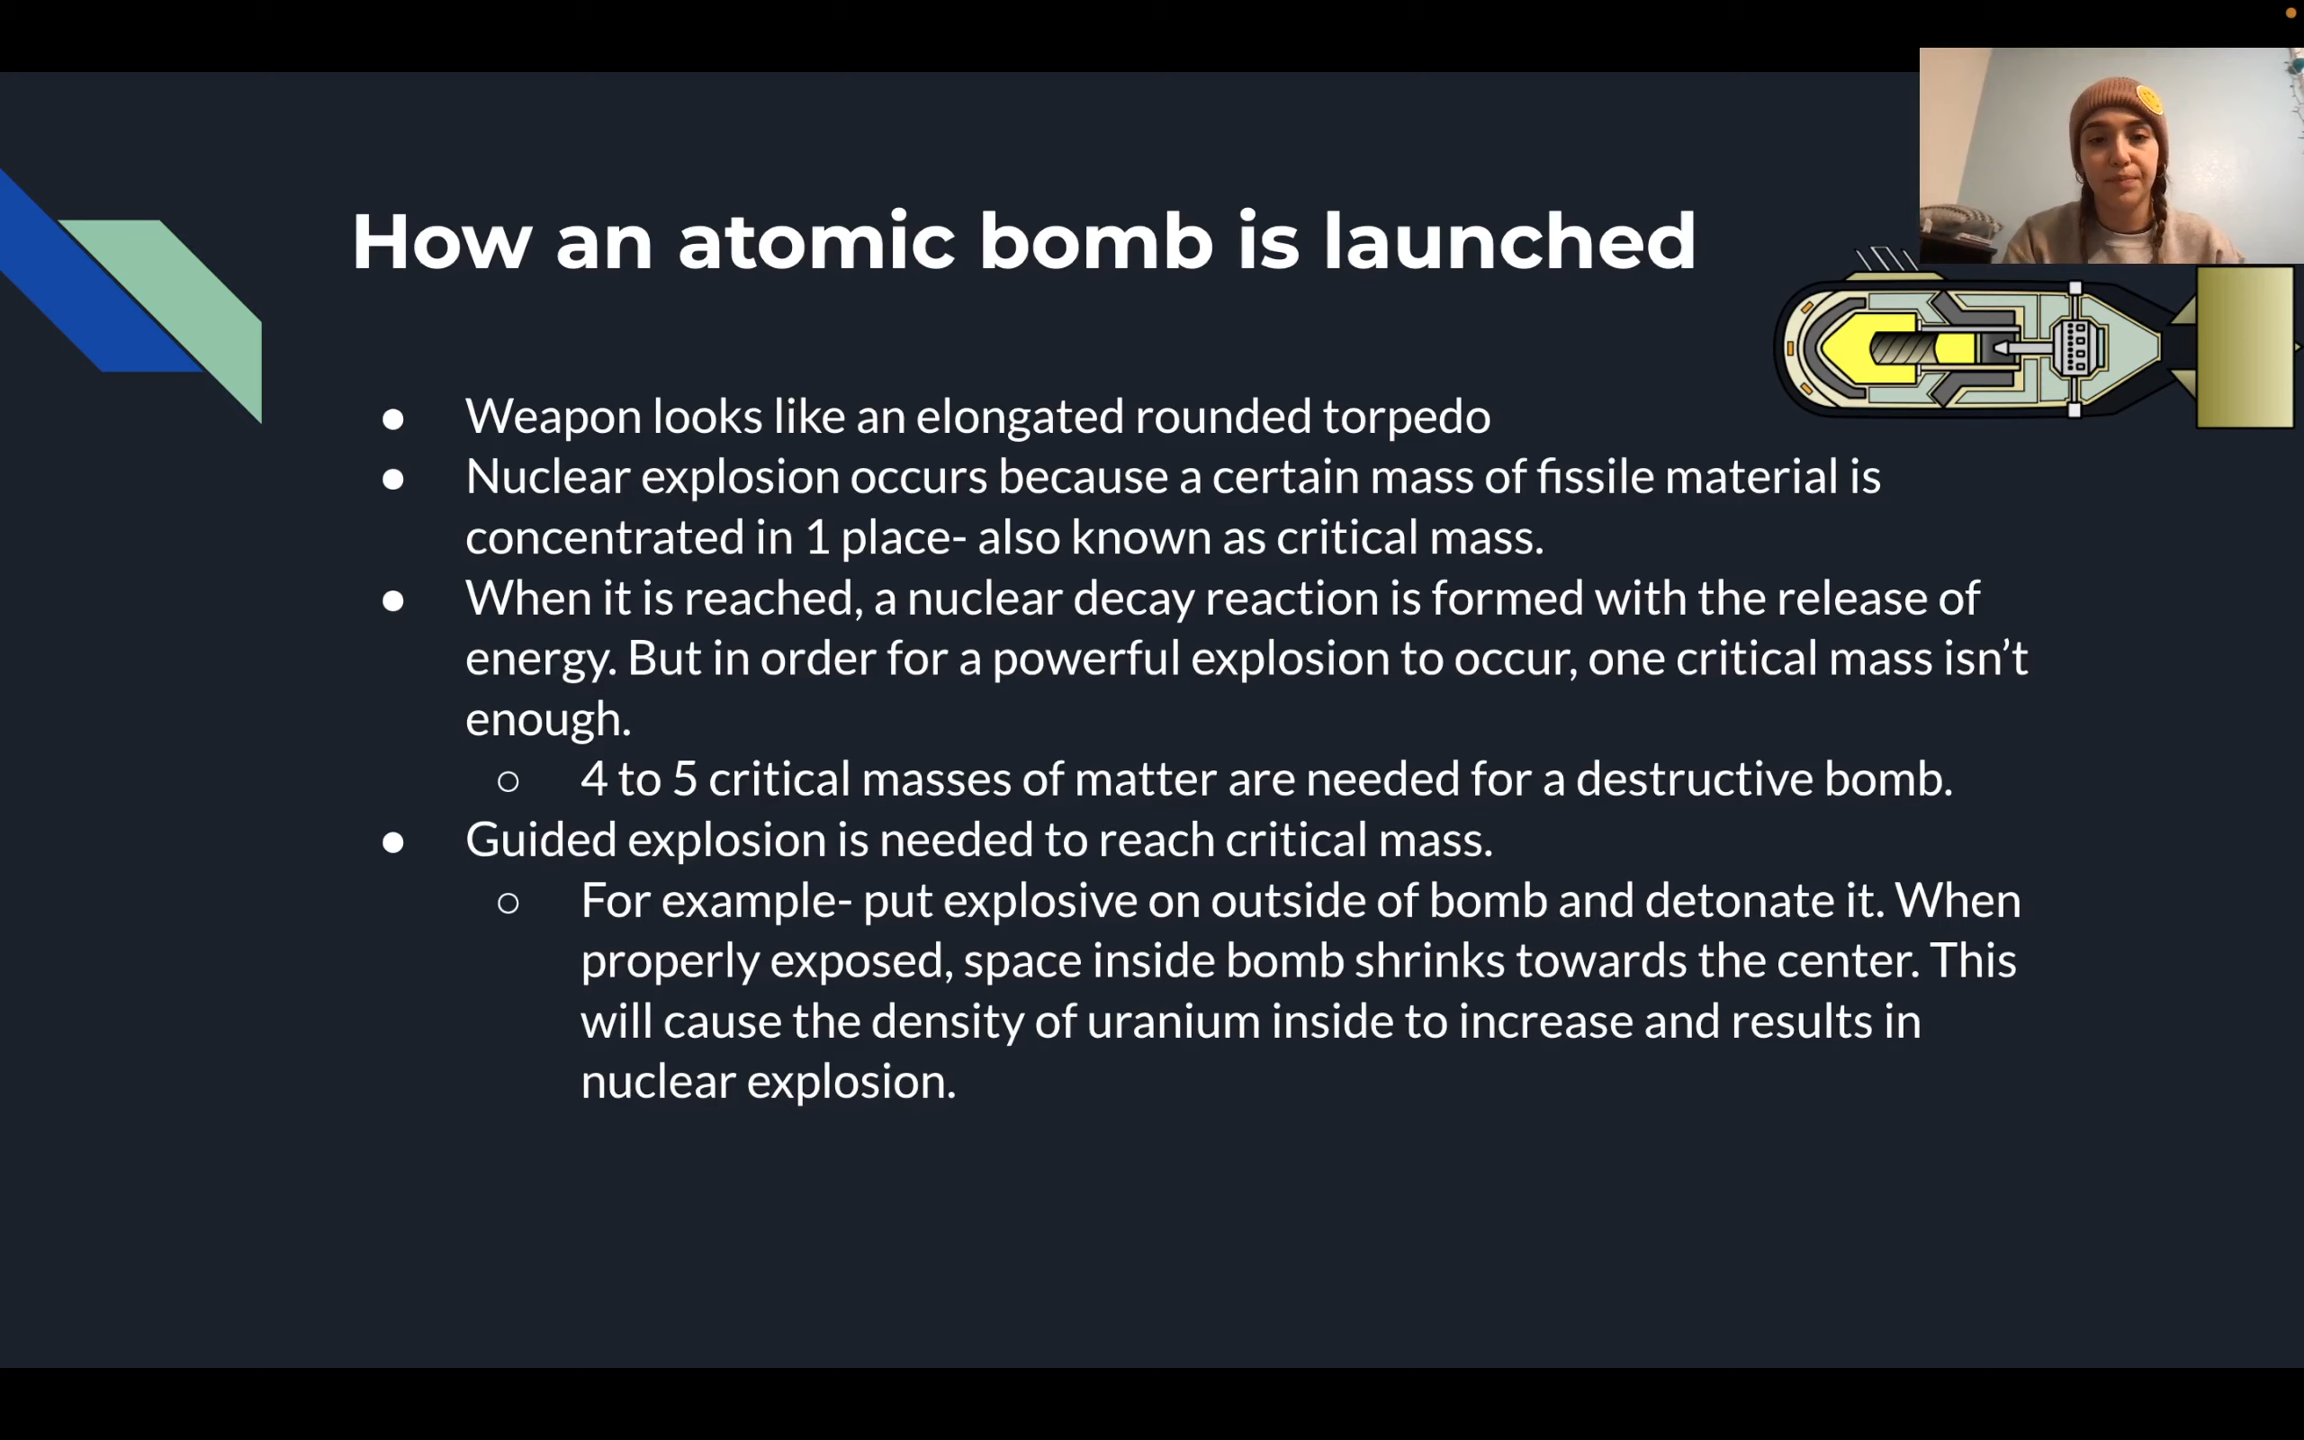 How an atomic bomb is launched
● Weapon looks like an elongated rounded torpedo
● Nuclear explosion occurs because a certain mass of fissile material is
concentrated in 1 place- also known as critical mass.
● When it is reached, a nuclear decay reaction is formed with the release of
energy. But in order for a powerful explosion to occur, one critical mass isn’t
enough.
○ 4 to 5 critical masses of matter are needed for a destructive bomb.
● Guided explosion is needed to reach critical mass.
○ For example- put explosive on outside of bomb and detonate it. When
properly exposed, space inside bomb shrinks towards the center. This
will cause the density of uranium inside to increase and results in
nuclear explosion.